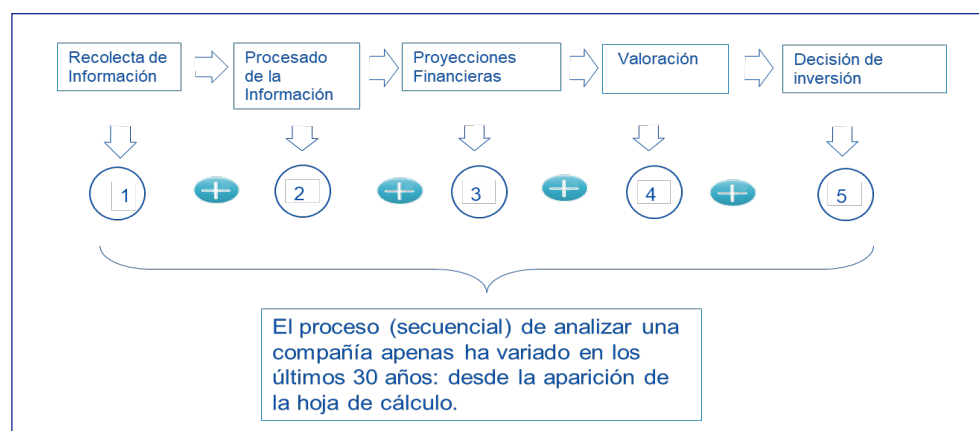 Recolecta de
Información
Procesado
de la
Información
Proyecciones
Financieras
Valoración
Decisión de
inversión
1
2
3
4
5
El proceso (secuencial) de analizar una
compañía apenas ha variado en los
últimos 30 años: desde la aparición de
la hoja de cálculo.